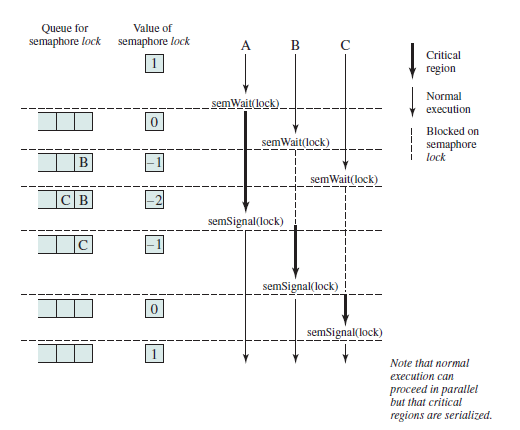 Queue for
semaphore lock
Value of
semaphore lock
A B C
1
Critical
region
Normal
execution
Blocked on
semaphore
lock
semWait(lock)
0
semWait(lock)
B −1
semWait(lock)
C B −2
semSignal(lock)
C −1
semSignal(lock)
0
semSignal(lock)
1
Note that normal
execution can
proceed in parallel
but that critical
regions are serialized.